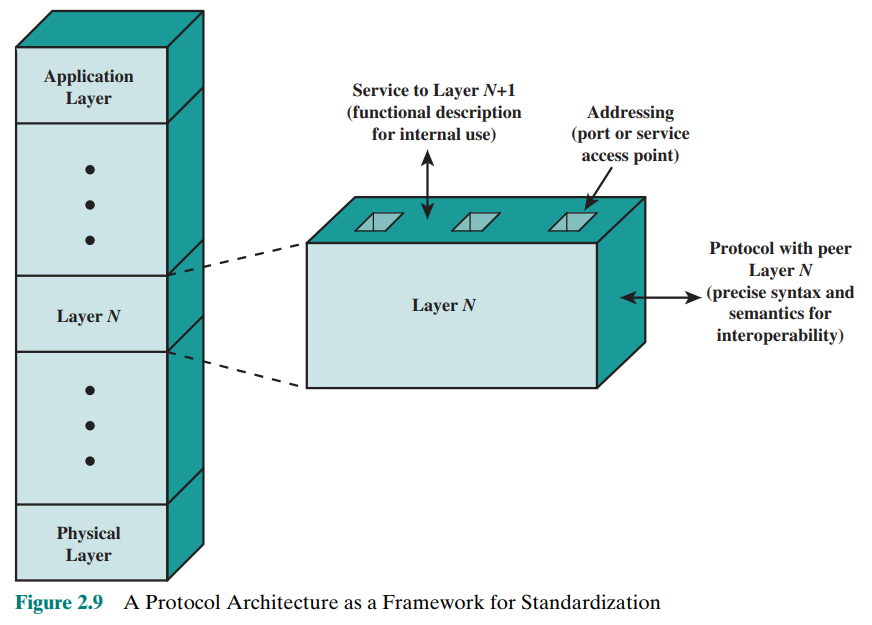 Application
Layer
Layer N
Physical
Layer
Service to Layer N+1
(functional description
for internal use)
Addressing
(port or service
access point)
Layer N
Protocol with peer
Layer N
(precise syntax and
semantics for
interoperability)
Figure 2.9 A Protocol Architecture as a Framework for Standardization